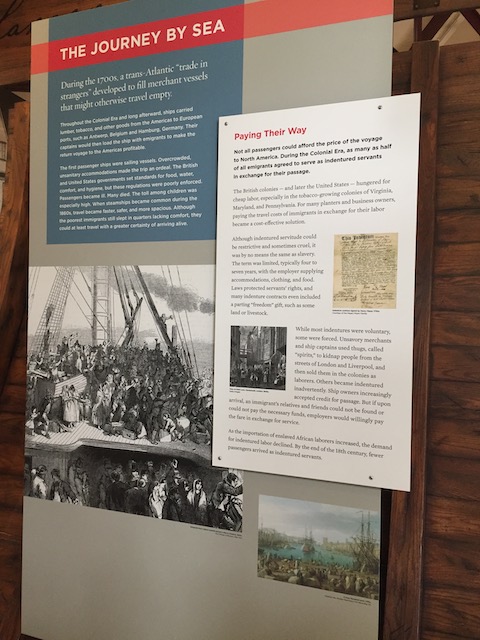 THE JOURNEY BY SEA
During the 1700s, a trans-Atlantic "trade in
strangers" developed to fill merchant vessels
that might otherwise travel empty.
Throughout the Colonial Era and long afterward, ships carried
lumber, tobacco, and other goods from the Americas to European
ports, such as Antwerp, Belgium and Hamburg, Germany. Their
captains would then load the ship with emigrants to make the
return voyage to the Americas profitable.
The first passenger ships were sailing vessels. Overcrowded,
unsanitary accommodations made the trip an ordeal. The British
and United States governments set standards for food, water,
comfort, and hygiene, but these regulations were poorly enforced.
Passengers became ill. Many died. The toll among children was
especially high. When steamships became common during the
1860s, travel became faster, safer, and more spacious. Although
the poorest immigrants still slept in quarters lacking comfort, they
could at least travel with a greater certainty of arriving alive.
Paying Their Way
Not all passengers could afford the price of the voyage
to North America. During the Colonial Era, as many as half
of all emigrants agreed to serve as indentured servants
in exchange for their passage.
The British colonies — and later the United States — hungered for
cheap labor, especially in the tobacco-growing colonies of Virginia,
Maryland, and Pennsylvania. For many planters and business owners,
paying the travel costs of immigrants in exchange for their labor
became a cost-effective solution.
Although indentured servitude could
be restrictive and sometimes cruel, it
was by no means the same as slavery.
The term was limited, typically four to
seven years, with the employer supplying
accommodations, clothing, and food.
Laws protected servants' rights, and
many indenture contracts even included
a parting "freedom" gift, such as some
land or livestock.
While most indentures were voluntary,
some were forced. Unsavory merchants
and ship captains used thugs, called
"spirits," to kidnap people from the
streets of London and Liverpool, and
then sold them in the colonies as
laborers. Others became indentured
inadvertently. Ship owners increasingly
accepted credit for passage. But if upon
arrival, an immigrant's relatives and friends could not be found or
could not pay the necessary funds, employers would willingly pay
the fare in exchange for service.
As the importation of enslaved African laborers increased, the demand
for indentured labor declined. By the end of the 18th century, fewer
passengers arrived as indentured servants.